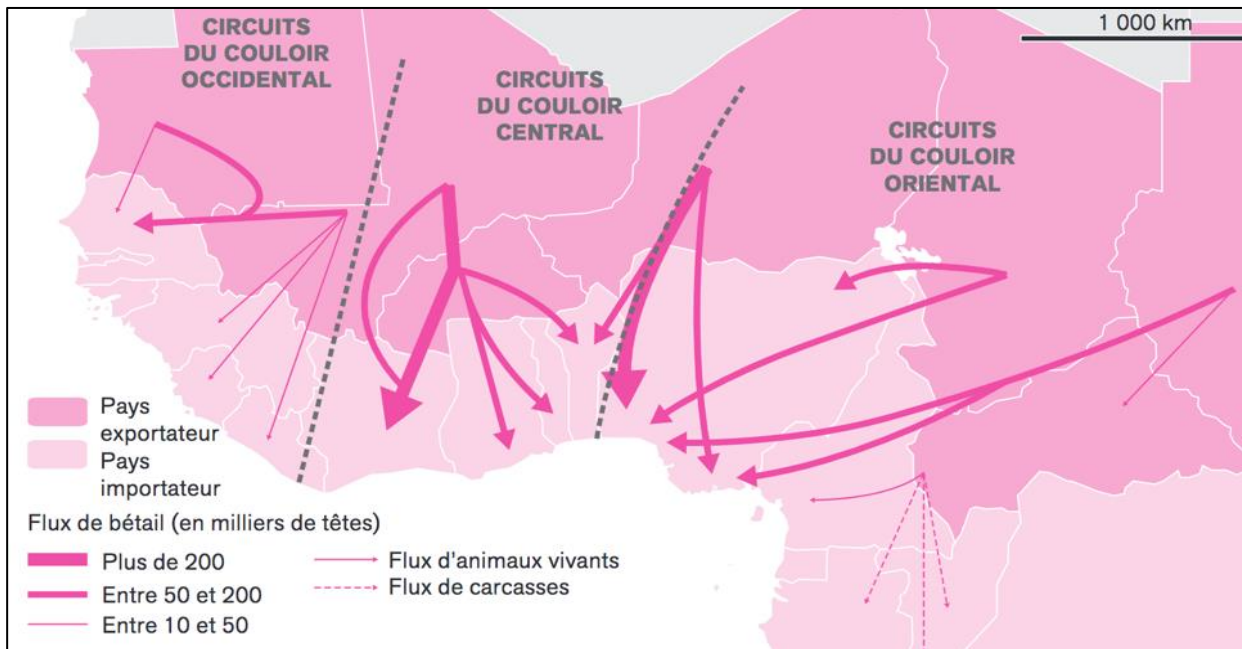 CIRCUITS
DU COULOIR
OCCIDENTAL
CIRCUITS
DU COULOIR
CENTRAL
CIRCUITS
DU COULOIR
ORIENTAL
1 000 km
Pays
exportateur
Pays
importateur
Flux de bétail (en milliers de têtes)
Plus de 200
Entre 50 et 200
Entre 10 et 50
Flux d'animaux vivants
Flux de carcasses